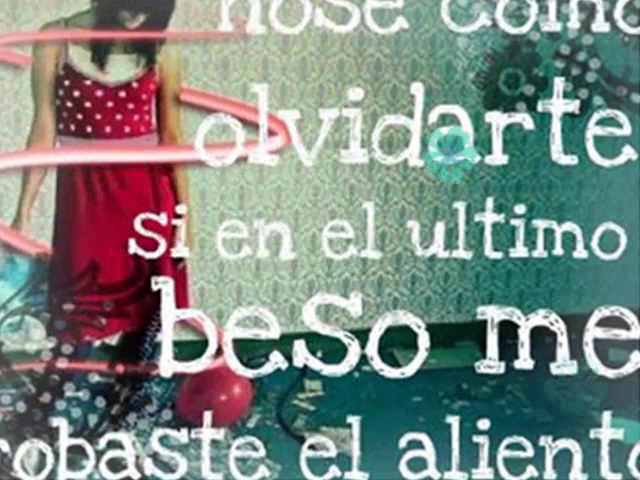 nose como
olvidarte
si en el ultimo
beso me
robaste el aliento